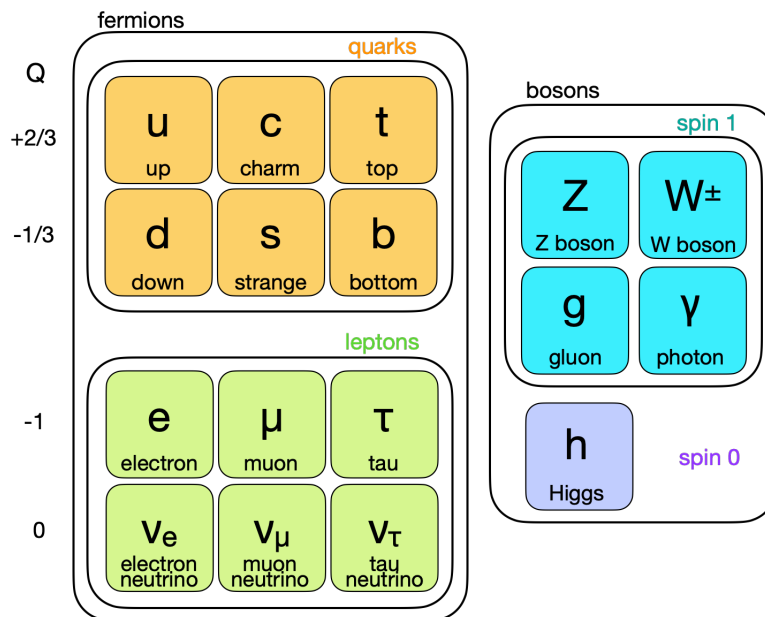 fermions
quarks
Q
+2/3
u
c
t
up
charm
top
-1/3
d
s
b
down
strange
bottom
leptons
-1
e
μ
τ
electron
muon
tau
0
νe
νμ
ντ
electron neutrino
muon neutrino
tau neutrino
bosons
spin 1
Z
W±
Z boson
W boson
g
γ
gluon
photon
h
Higgs
spin 0